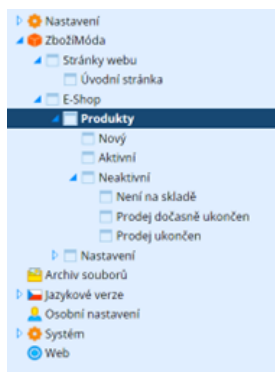 Nastavení
ZbožíMóda
Stránky webu
Úvodní stránka
E-Shop
Produkty
Nový
Aktivní
Neaktivní
Není na skladě
Prodej dočasně ukončen
Prodej ukončen
Nastavení
Archiv souborů
Jazykové verze
Osobní nastavení
Systém
Web